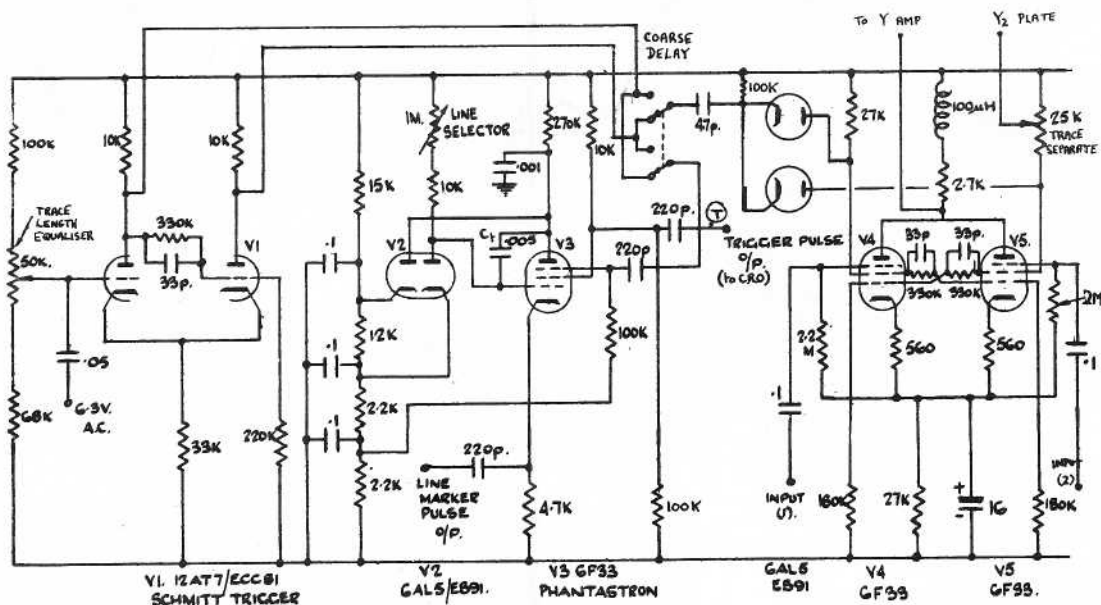 TO Y AMP
Y2 PLATE
COARSE
DELAY
100K
10K
10K
1M.
LINE
SELECTOR
270K
10K
.001
47p.
100K
27K
100µH
25K
TRACE
SEPARATE
2.7K
TRACE
LENGTH
EQUALISER
50K.
330K
33p.
V1
15K
10K
.1
V2
Ct
.005
V3
220p.
T
TRIGGER PULSE
O/P.
(to CRO)
220p
V4
33p
33p.
V5.
330K
330K
2M
.05
6.3V.
A.C.
68K
33K
220K
12K
.1
2.2K
.1
2.2K
100K
220p.
LINE
MARKER
PULSE
O/P.
4.7K
100K
2.2
M
.1
560
560
.1
INPUT
(1).
180K
27K
+
-
16
180K
INPUT
(2)
V1. 12AT7/ECC81
SCHMITT TRIGGER
V2
6AL5/EB91.
V3 6F33
PHANTASTRON
6AL5
EB91
V4
6F33
V5
6F33.